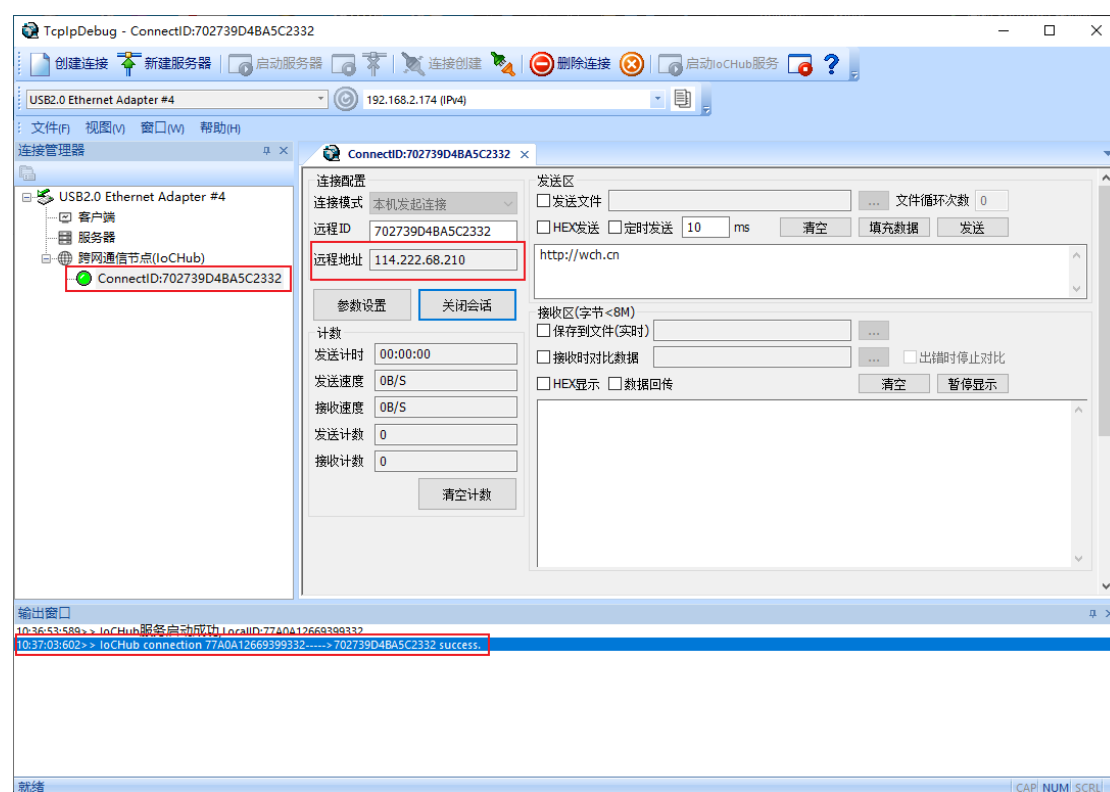 TcpIpDebug - ConnectID:702739D4BA5C2332
创建连接 新建服务器 启动服务器 连接创建 删除连接 启动IoCHub服务
USB2.0 Ethernet Adapter #4 192.168.2.174 (IPv4)
文件(F) 视图(V) 窗口(W) 帮助(H)
连接管理器
USB2.0 Ethernet Adapter #4
客户端
服务器
跨网通信节点(IoCHub)
ConnectID:702739D4BA5C2332
ConnectID:702739D4BA5C2332
连接配置
连接模式 本机发起连接
远程ID 702739D4BA5C2332
远程地址 114.222.68.210
参数设置 关闭会话
计数
发送计时 00:00:00
发送速度 0B/S
接收速度 0B/S
发送计数 0
接收计数 0
清空计数
发送区
发送文件 ... 文件循环次数 0
HEX发送 定时发送 10 ms 清空 填充数据 发送
http://wch.cn
接收区(字节<8M)
保存到文件(实时) ...
接收时对比数据 ... 出错时停止对比
HEX显示 数据回传 清空 暂停显示
输出窗口
10:36:53:589>> IoCHub服务启动成功,LocalID:77A0A12669399332
10:37:03:602>> IoCHub connection 77A0A12669399332----->702739D4BA5C2332 success.
就绪 CAP NUM SCRL